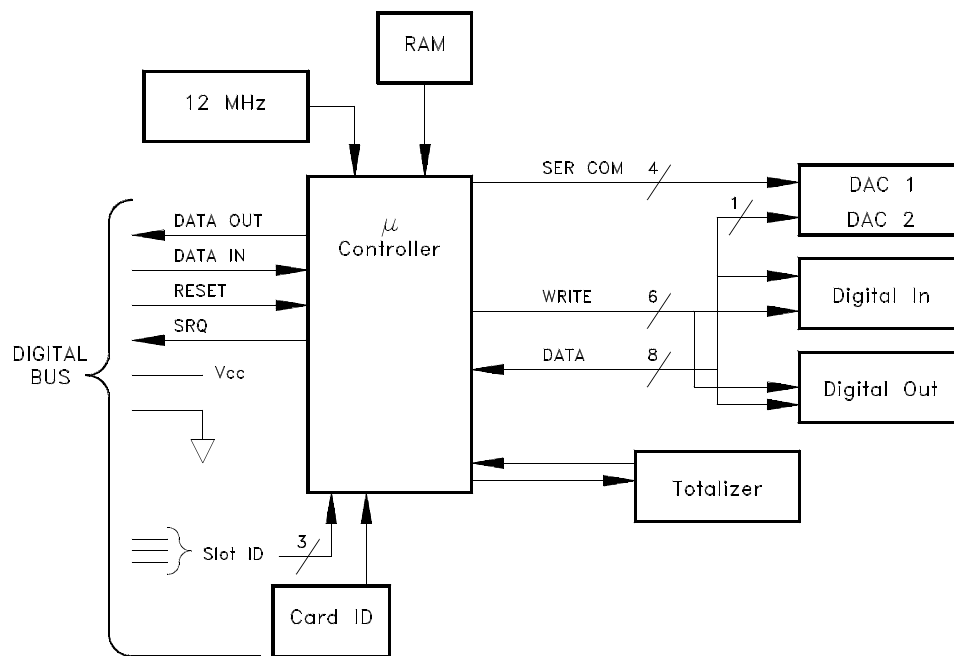 RAM
12 MHz
SER COM 4
DAC 1
DAC 2
1
μ
Controller
DATA OUT
DATA IN
RESET
SRQ
Vcc
DIGITAL
BUS
WRITE 6
DATA 8
Digital In
Digital Out
Totalizer
Slot ID 3
Card ID